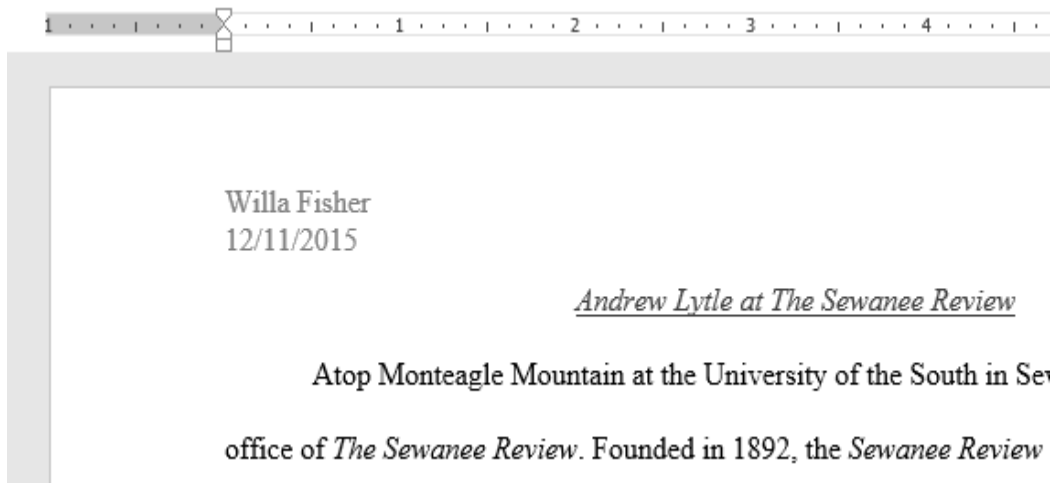 1 1 2 3 4
Willa Fisher
12/11/2015
Andrew Lytle at The Sewanee Review
Atop Monteagle Mountain at the University of the South in
office of The Sewanee Review. Founded in 1892, the Sewanee Review